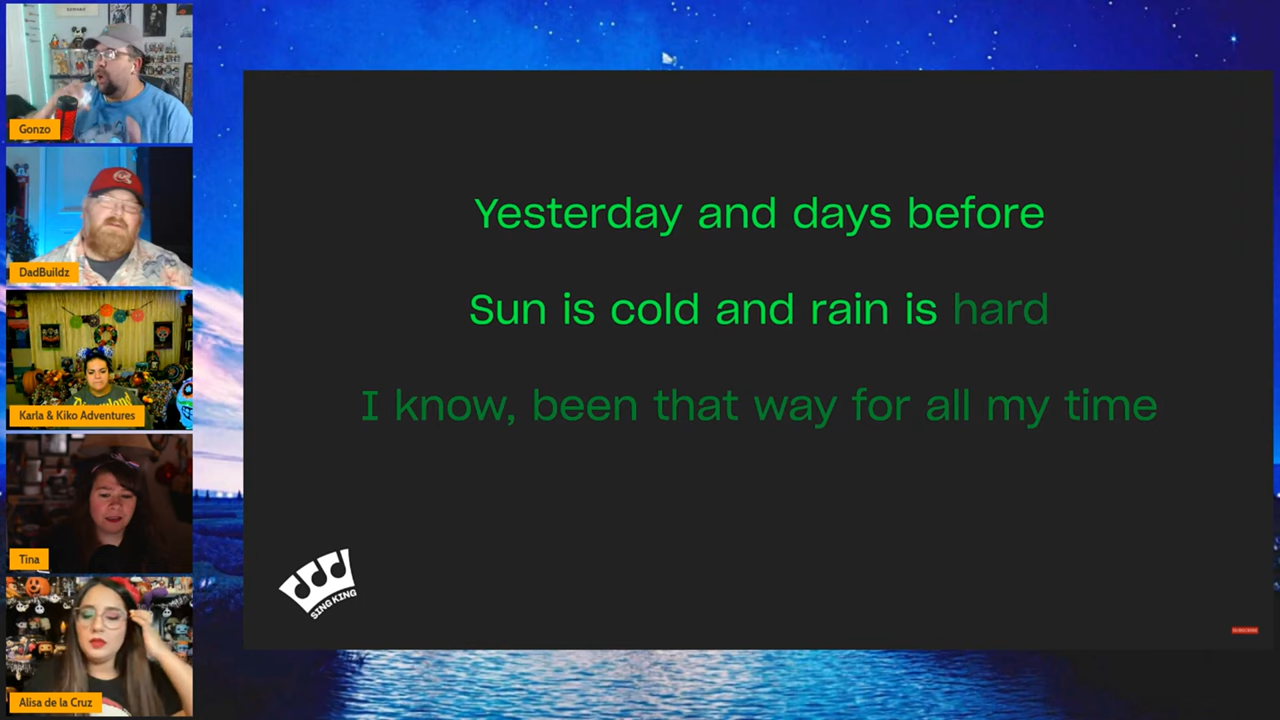 Gonzo
DadBuildz
Karla & Kiko Adventures
Tina
Alisa de la Cruz
Yesterday and days before
Sun is cold and rain is hard
I know, been that way for all my time
SING KING